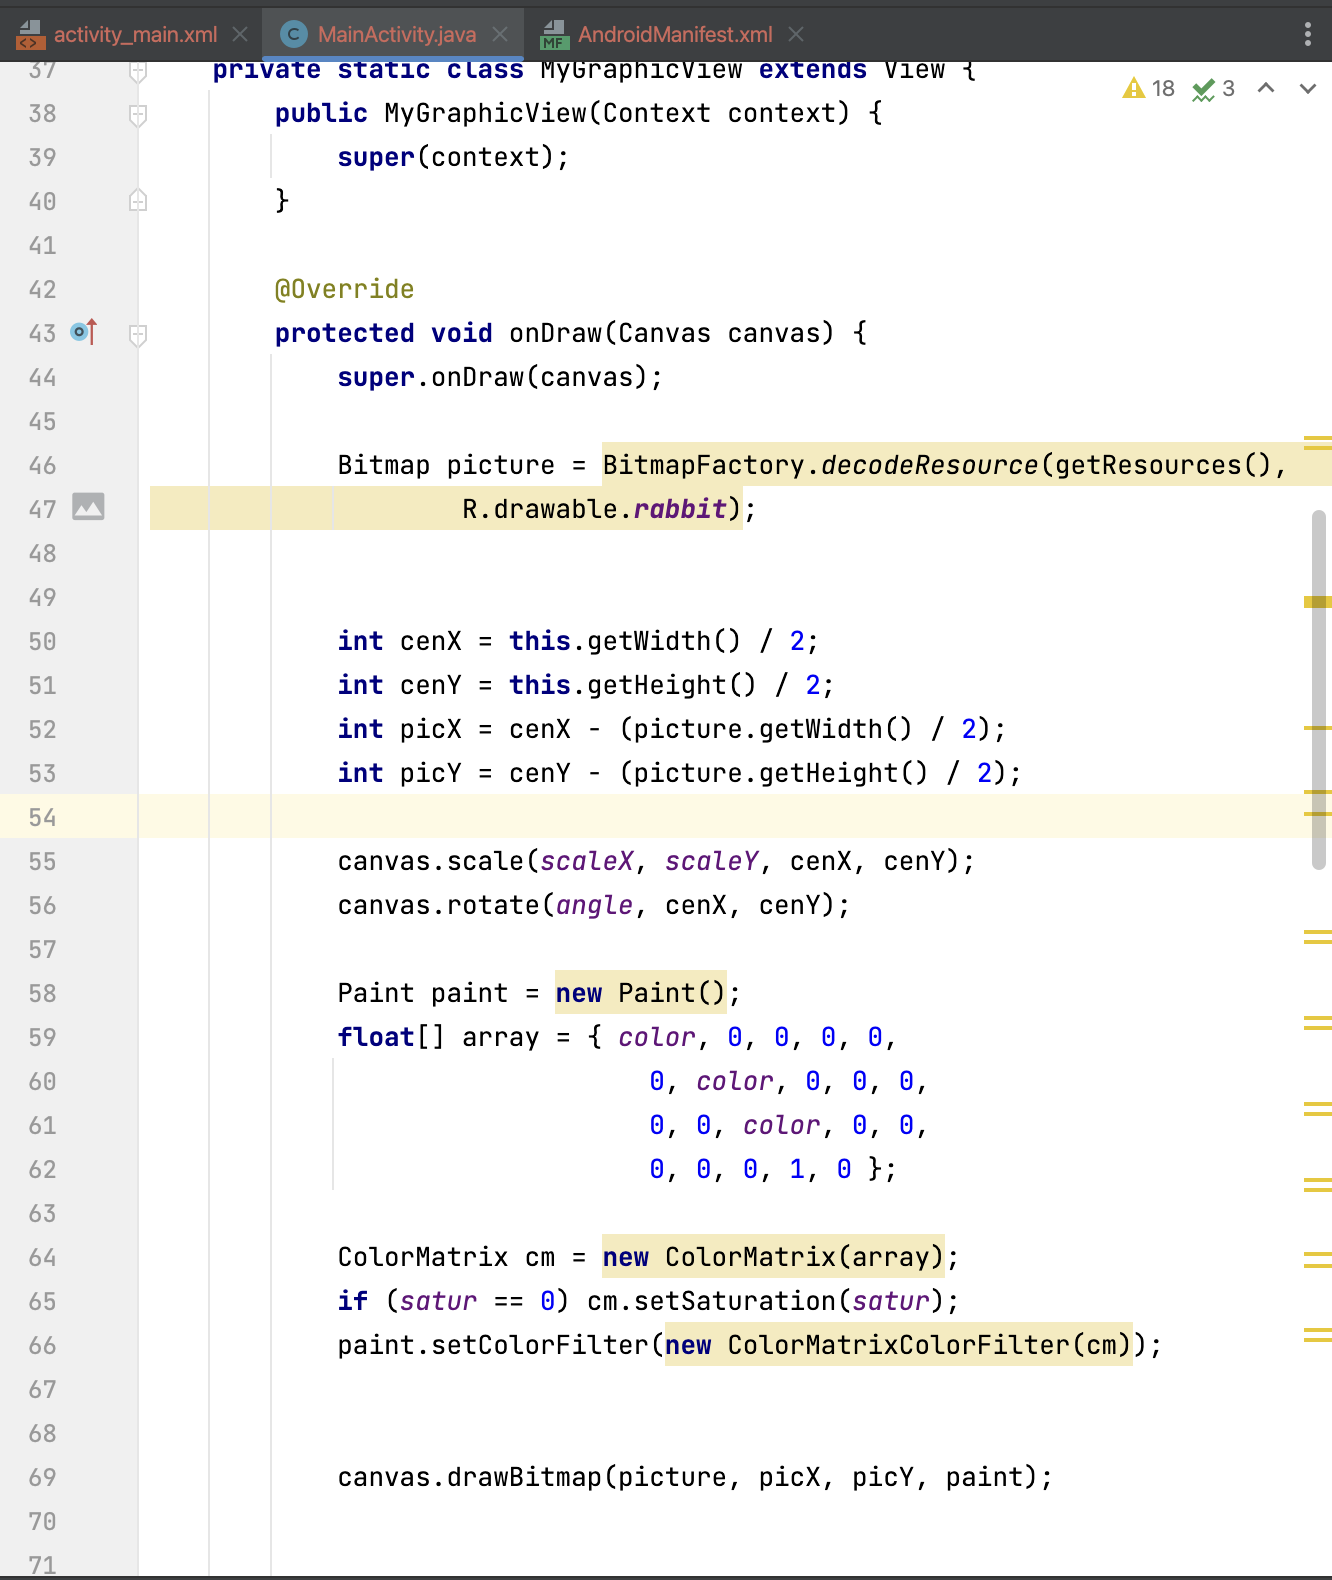 activity_main.xml MainActivity.java AndroidManifest.xml
37 private static class MyGraphicView extends View {
18 3
38 public MyGraphicView(Context context) {
39 super(context);
40 }
41
42 @Override
43 protected void onDraw(Canvas canvas) {
44 super.onDraw(canvas);
45
46 Bitmap picture = BitmapFactory.decodeResource(getResources(),
47 R.drawable.rabbit);
48
49
50 int cenX = this.getWidth() / 2;
51 int cenY = this.getHeight() / 2;
52 int picX = cenX - (picture.getWidth() / 2);
53 int picY = cenY - (picture.getHeight() / 2);
54
55 canvas.scale(scaleX, scaleY, cenX, cenY);
56 canvas.rotate(angle, cenX, cenY);
57
58 Paint paint = new Paint();
59 float[] array = { color, 0, 0, 0, 0,
60 0, color, 0, 0, 0,
61 0, 0, color, 0, 0,
62 0, 0, 0, 1, 0 };
63
64 ColorMatrix cm = new ColorMatrix(array);
65 if (satur == 0) cm.setSaturation(satur);
66 paint.setColorFilter(new ColorMatrixColorFilter(cm));
67
68
69 canvas.drawBitmap(picture, picX, picY, paint);
70
71